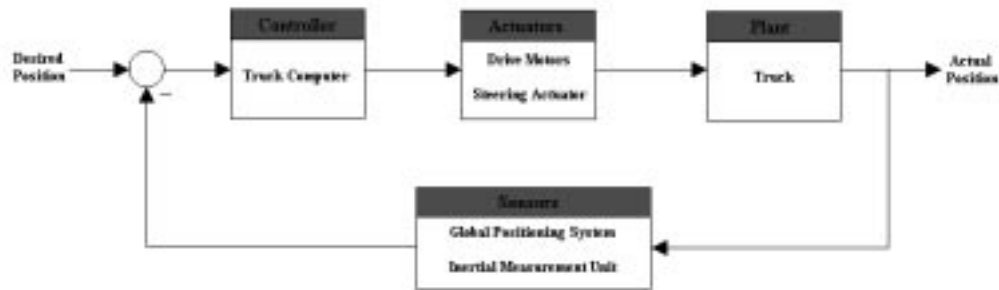 Controller
Actuators
Plant
Desired
Position
Truck Computer
Drive Motors
Steering Actuator
Truck
Actual
Position
–
Sensors
Global Positioning System
Inertial Measurement Unit